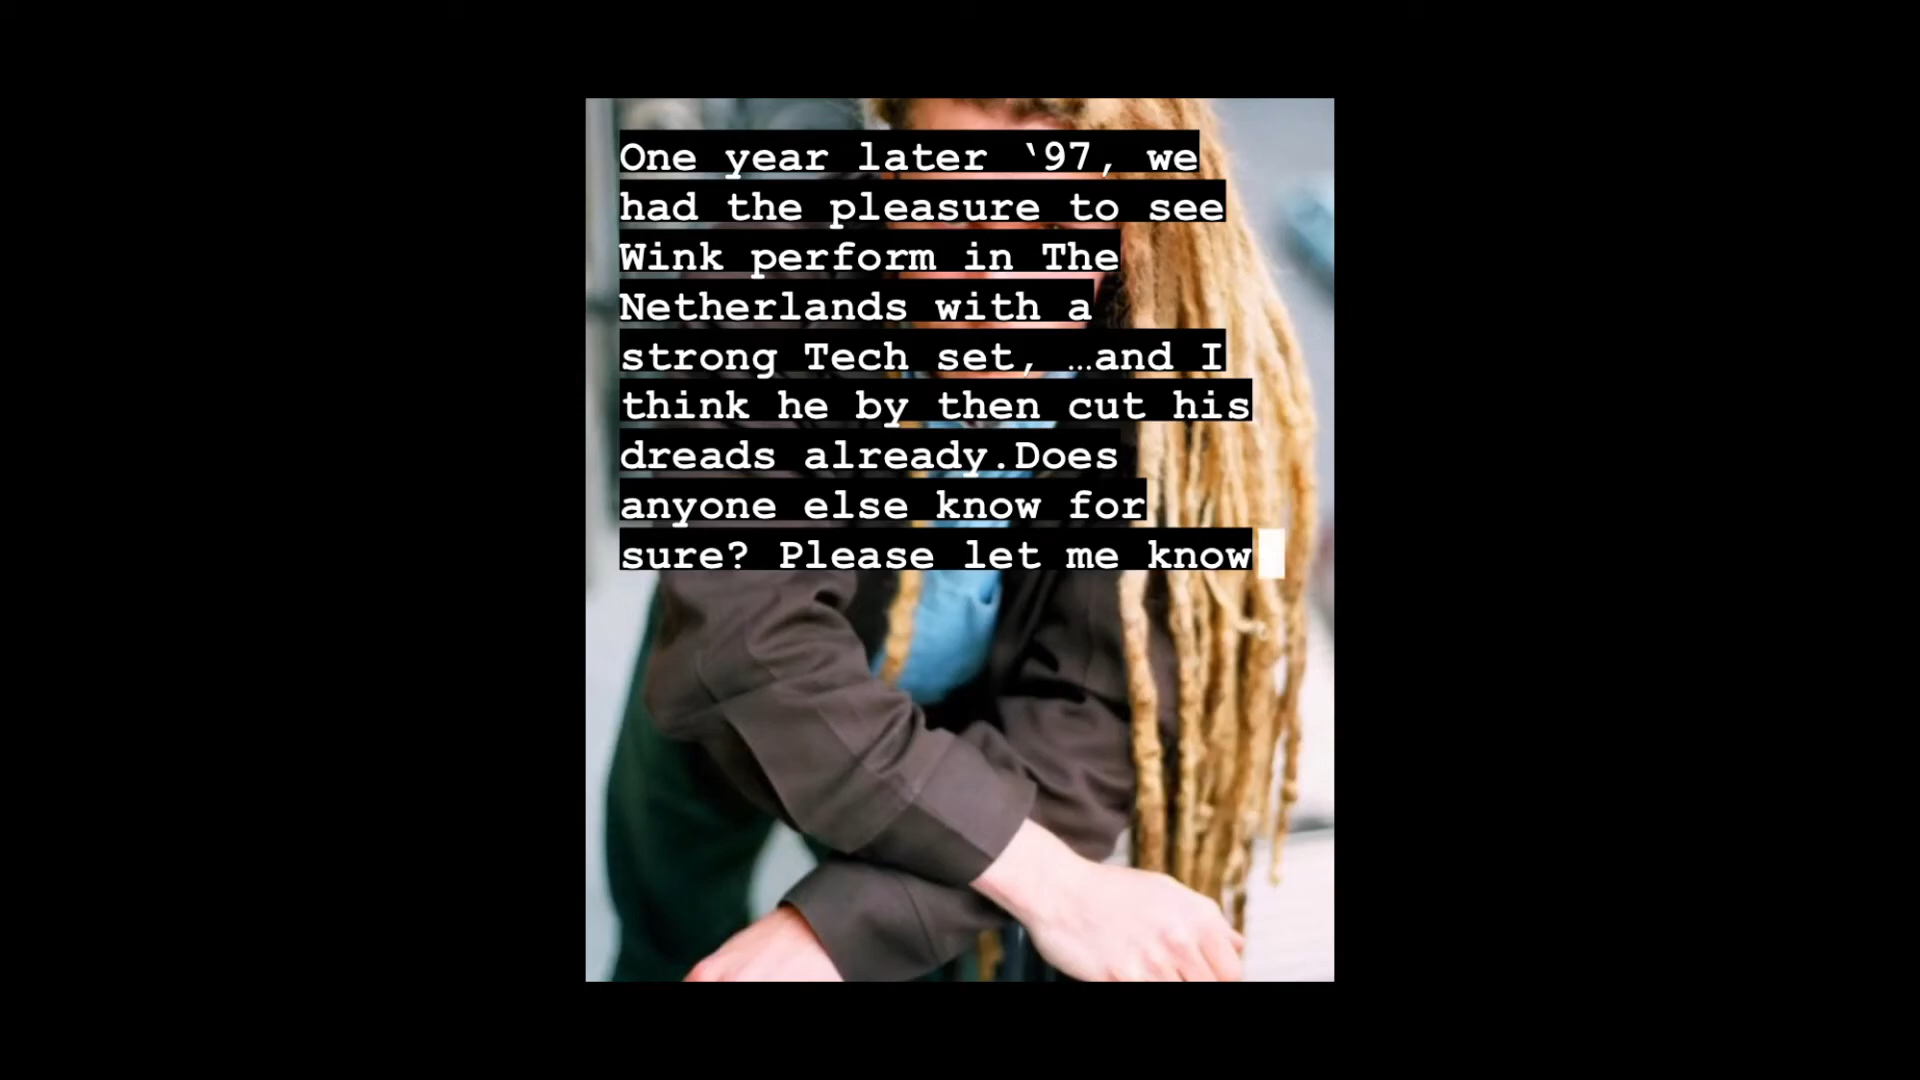 One year later ‘97, we
had the pleasure to see
Wink perform in The
Netherlands with a
strong Tech set, …and I
think he by then cut his
dreads already.Does
anyone else know for
sure? Please let me know